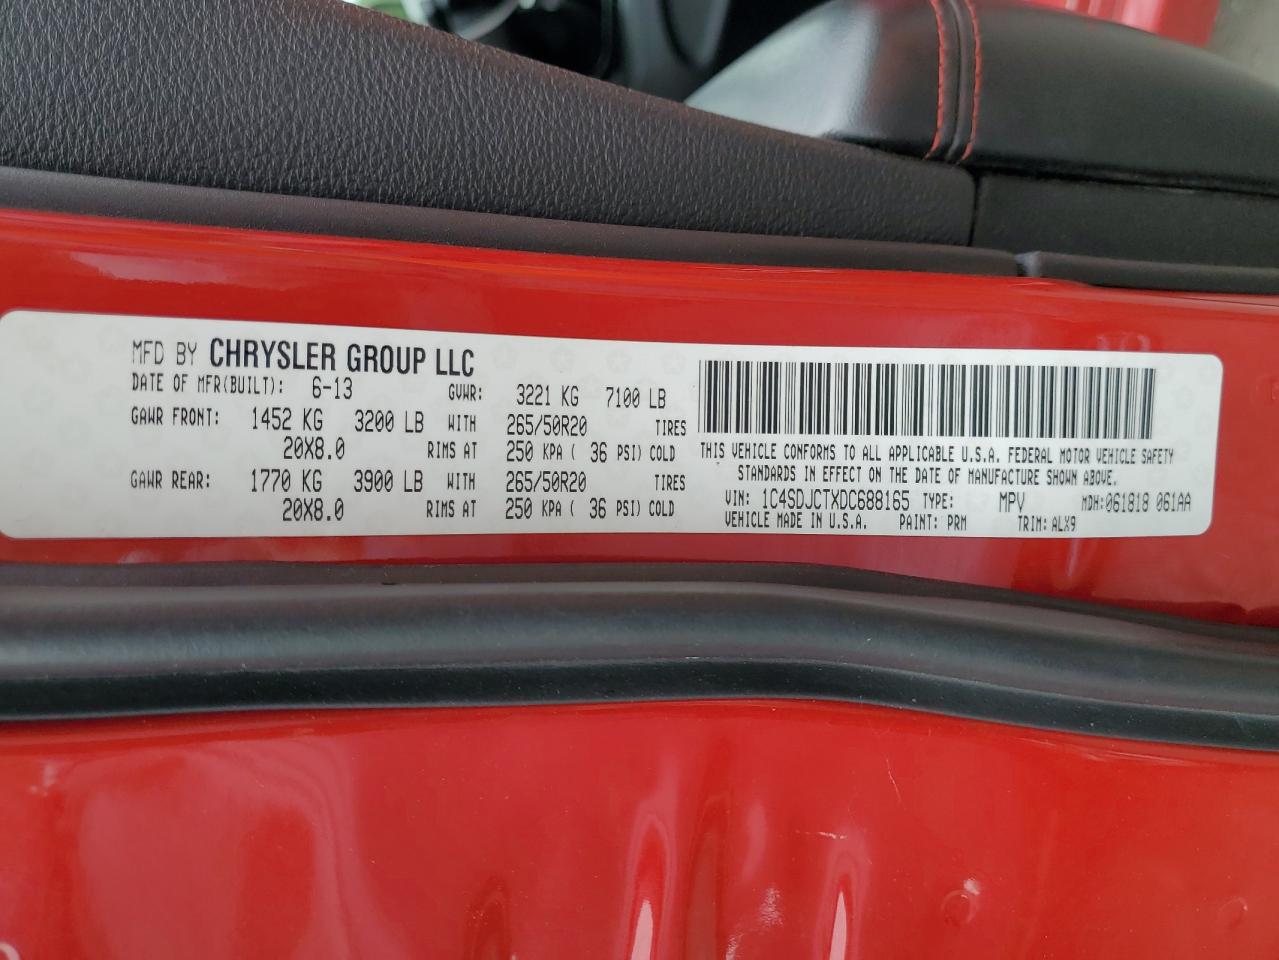 MFD BY CHRYSLER GROUP LLC
DATE OF MFR(BUILT): 6-13 GVWR: 3221 KG 7100 LB
GAWR FRONT: 1452 KG 3200 LB WITH 265/50R20 TIRES
20X8.0 RIMS AT 250 KPA ( 36 PSI) COLD
GAWR REAR: 1770 KG 3900 LB WITH 265/50R20 TIRES
20X8.0 RIMS AT 250 KPA ( 36 PSI) COLD
THIS VEHICLE CONFORMS TO ALL APPLICABLE U.S.A. FEDERAL MOTOR VEHICLE SAFETY
STANDARDS IN EFFECT ON THE DATE OF MANUFACTURE SHOWN ABOVE.
VIN: 1C4SDJCTXDC688165 TYPE: MPV MDH:061818 061AA
VEHICLE MADE IN U.S.A. PAINT: PRM TRIM: ALX9